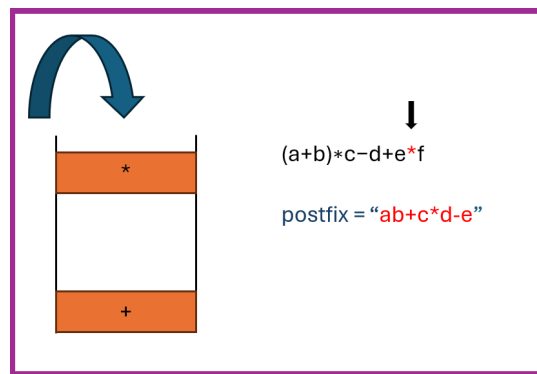 *
+
(a+b)*c−d+e*f
postfix = “ab+c*d-e”